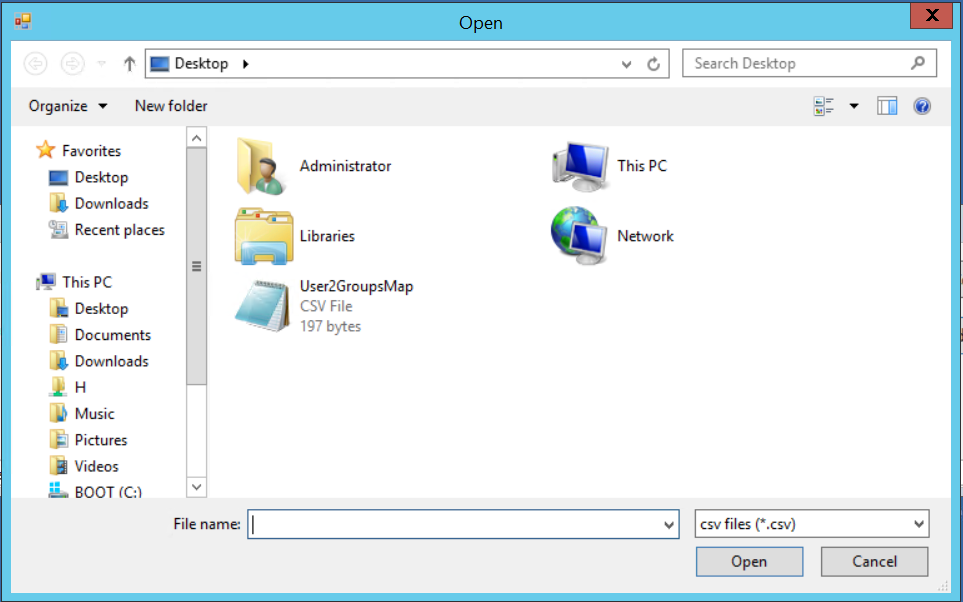 Open
Desktop
Search Desktop
Organize
New folder
Favorites
Desktop
Downloads
Recent places
This PC
Desktop
Documents
Downloads
H
Music
Pictures
Videos
BOOT (C:)
Administrator
This PC
Libraries
Network
User2GroupsMap
CSV File
197 bytes
File name:
csv files (*.csv)
Open
Cancel